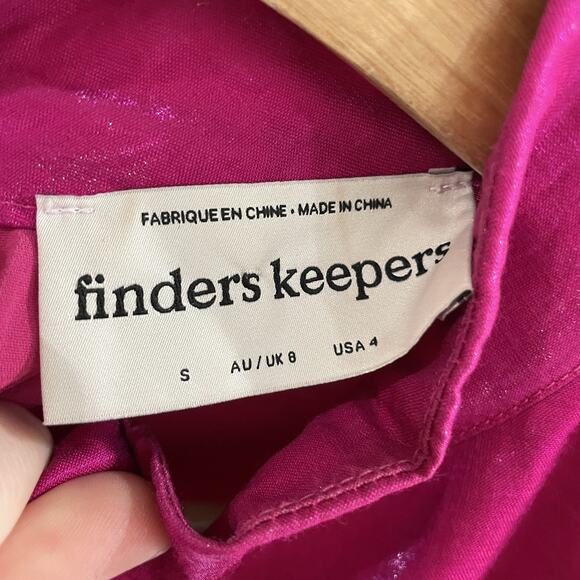 FABRIQUE EN CHINE • MADE IN CHINA
finders keepers
S AU / UK 8 USA 4